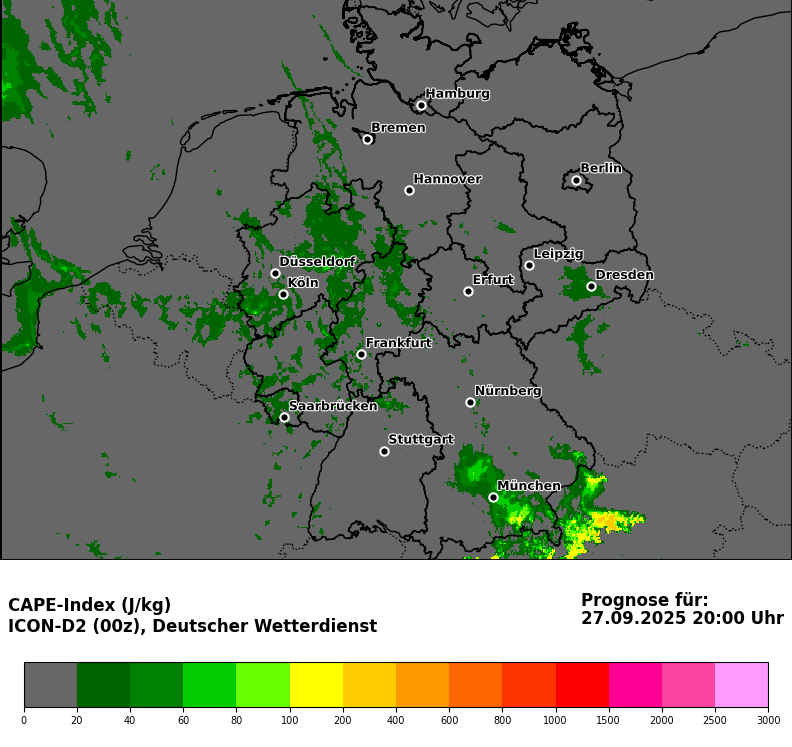 Hamburg
Bremen
Berlin
Hannover
Leipzig
Düsseldorf
Dresden
Köln
Erfurt
Frankfurt
Nürnberg
Saarbrücken
Stuttgart
München
CAPE-Index (J/kg)
ICON-D2 (00z), Deutscher Wetterdienst
Prognose für:
27.09.2025 20:00 Uhr
0 20 40 60 80 100 200 400 600 800 1000 1500 2000 2500 3000